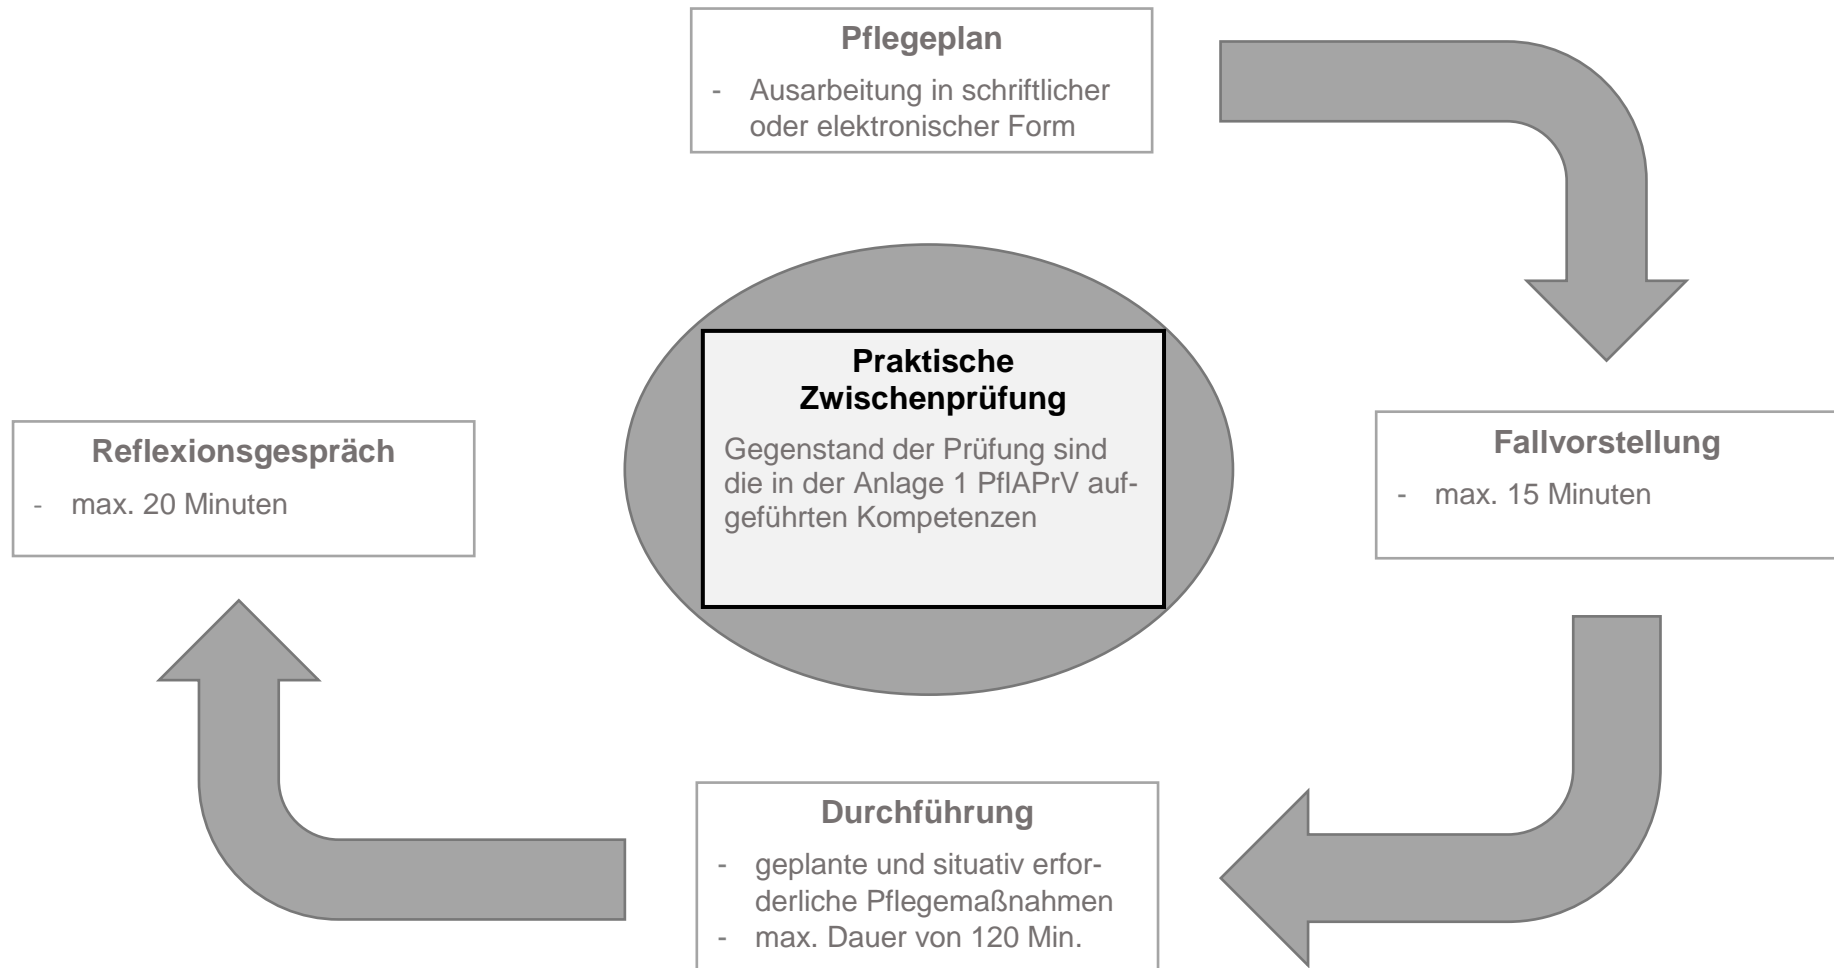 Pflegeplan
- Ausarbeitung in schriftlicher
oder elektronischer Form
Praktische
Zwischenprüfung
Gegenstand der Prüfung sind
die in der Anlage 1 PflAPrV auf-
geführten Kompetenzen
Reflexionsgespräch
- max. 20 Minuten
Fallvorstellung
- max. 15 Minuten
Durchführung
- geplante und situativ erfor-
derliche Pflegemaßnahmen
- max. Dauer von 120 Min.